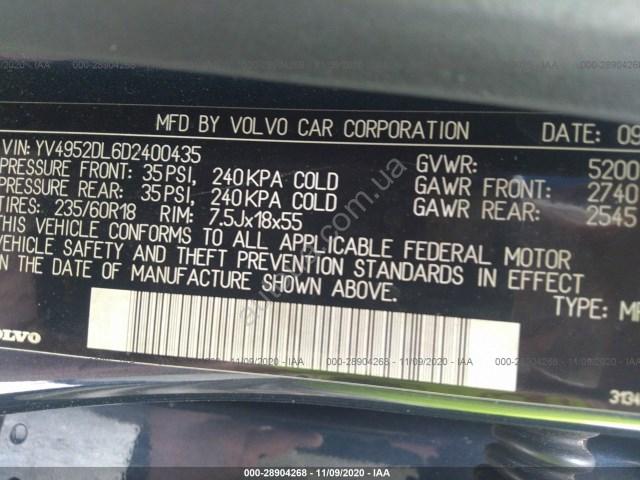 MFD BY VOLVO CAR CORPORATION DATE: 09
VIN: YV4952DL6D2400435 GVWR: 5200
PRESSURE FRONT: 35PSI, 240KPA COLD GAWR FRONT: 2740
PRESSURE REAR: 35PSI, 240KPA COLD GAWR REAR: 2545
TIRES: 235/60R18 RIM: 7.5Jx18x55
THIS VEHICLE CONFORMS TO ALL APPLICABLE FEDERAL MOTOR
VEHICLE SAFETY AND THEFT PREVENTION STANDARDS IN EFFECT
ON THE DATE OF MANUFACTURE SHOWN ABOVE.
TYPE: MP
VOLVO
3134
000-28904268 - 11/09/2020 - IAA